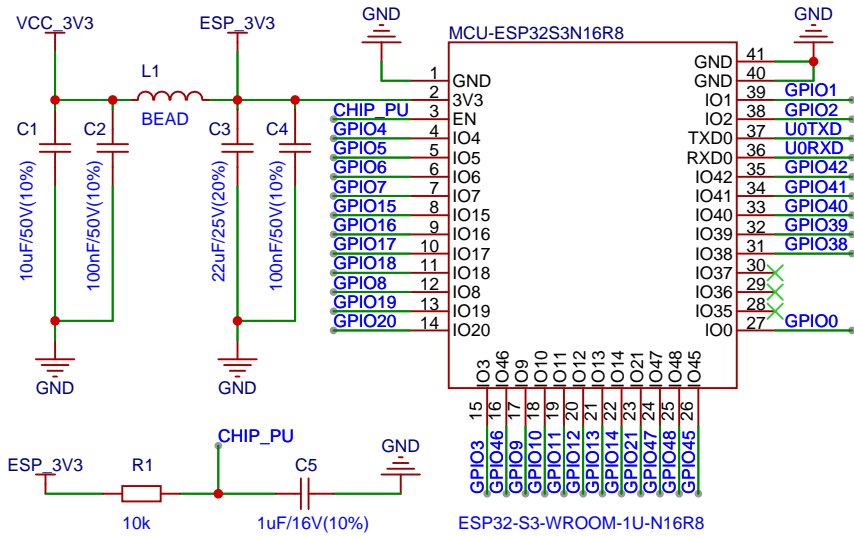 VCC_3V3
ESP_3V3
GND
GND
MCU-ESP32S3N16R8
L1
BEAD
C1
C2
C3
C4
10uF/50V(10%)
100nF/50V(10%)
22uF/25V(20%)
100nF/50V(10%)
GND
GND
1 GND
2 3V3
CHIP_PU 3 EN
GPIO4 4 IO4
GPIO5 5 IO5
GPIO6 6 IO6
GPIO7 7 IO7
GPIO15 8 IO15
GPIO16 9 IO16
GPIO17 10 IO17
GPIO18 11 IO18
GPIO8 12 IO8
GPIO19 13 IO19
GPIO20 14 IO20
GND 41
GND 40
IO1 39 GPIO1
IO2 38 GPIO2
TXD0 37 U0TXD
RXD0 36 U0RXD
IO42 35 GPIO42
IO41 34 GPIO41
IO40 33 GPIO40
IO39 32 GPIO39
IO38 31 GPIO38
IO37 30
IO36 29
IO35 28
IO0 27 GPIO0
IO3 15 GPIO3
IO46 16 GPIO46
IO9 17 GPIO9
IO10 18 GPIO10
IO11 19 GPIO11
IO12 20 GPIO12
IO13 21 GPIO13
IO14 22 GPIO14
IO21 23 GPIO21
IO47 24 GPIO47
IO48 25 GPIO48
IO45 26 GPIO45
CHIP_PU
ESP_3V3
R1
C5
GND
10k
1uF/16V(10%)
ESP32-S3-WROOM-1U-N16R8